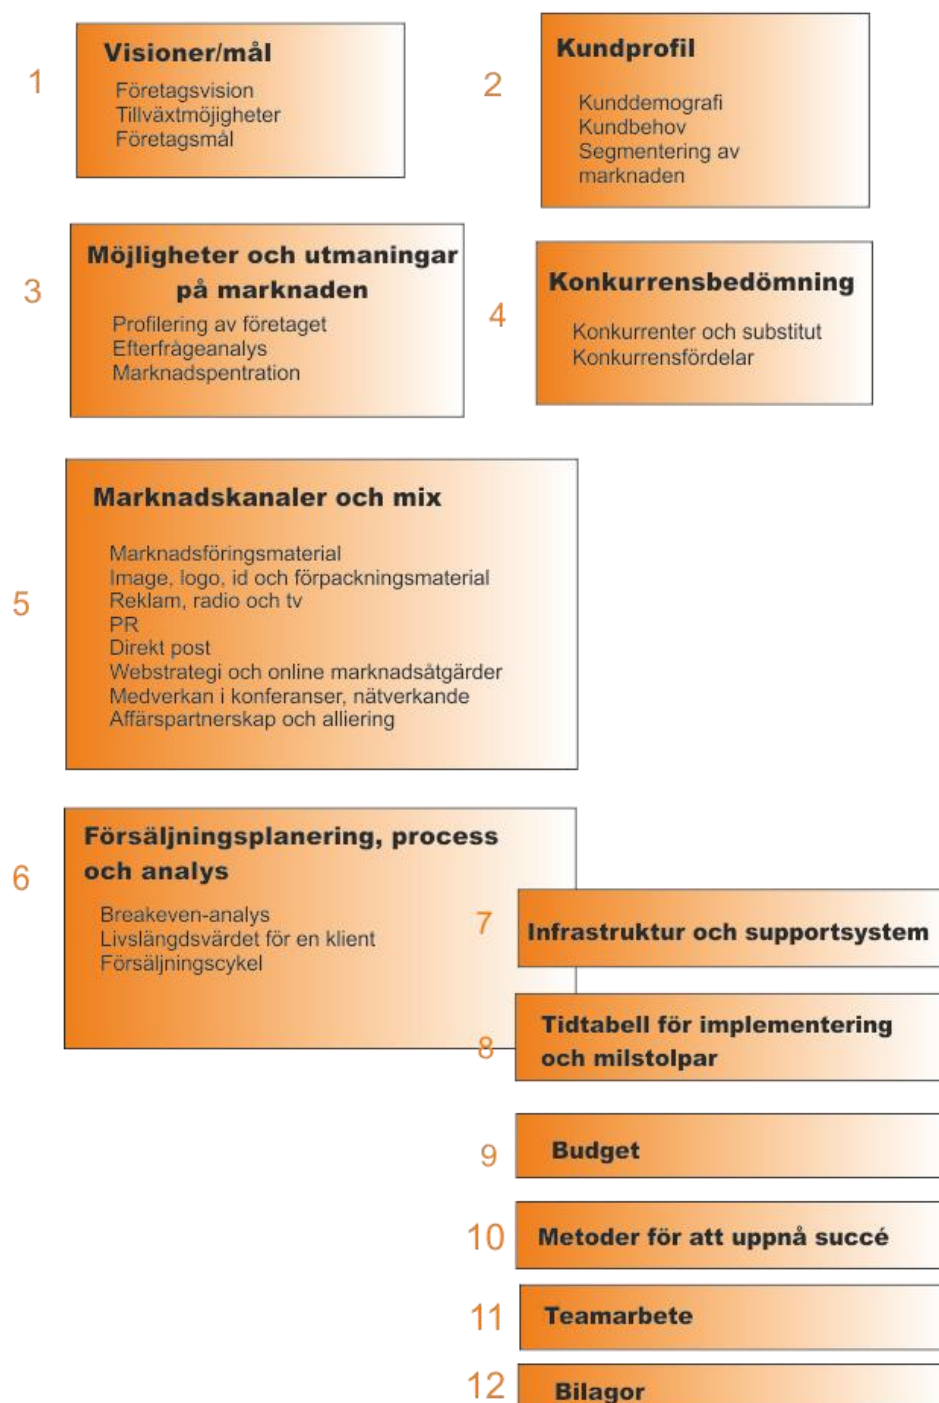 1
Visioner/mål
Företagsvision
Tillväxtmöjligheter
Företagsmål
2
Kundprofil
Kunddemografi
Kundbehov
Segmentering av
marknaden
3
Möjligheter och utmaningar
på marknaden
Profilering av företaget
Efterfrågeanalys
Marknadspentration
4
Konkurrensbedömning
Konkurrenter och substitut
Konkurrensfördelar
5
Marknadskanaler och mix
Marknadsföringsmaterial
Image, logo, id och förpackningsmaterial
Reklam, radio och tv
PR
Direkt post
Webstrategi och online marknadsåtgärder
Medverkan i konferanser, nätverkande
Affärspartnerskap och alliering
6
Försäljningsplanering, process
och analys
Breakeven-analys
Livslängdsvärdet för en klient
Försäljningscykel
7
Infrastruktur och supportsystem
8
Tidtabell för implementering
och milstolpar
9
Budget
10
Metoder för att uppnå succé
11
Teamarbete
12
Bilagor